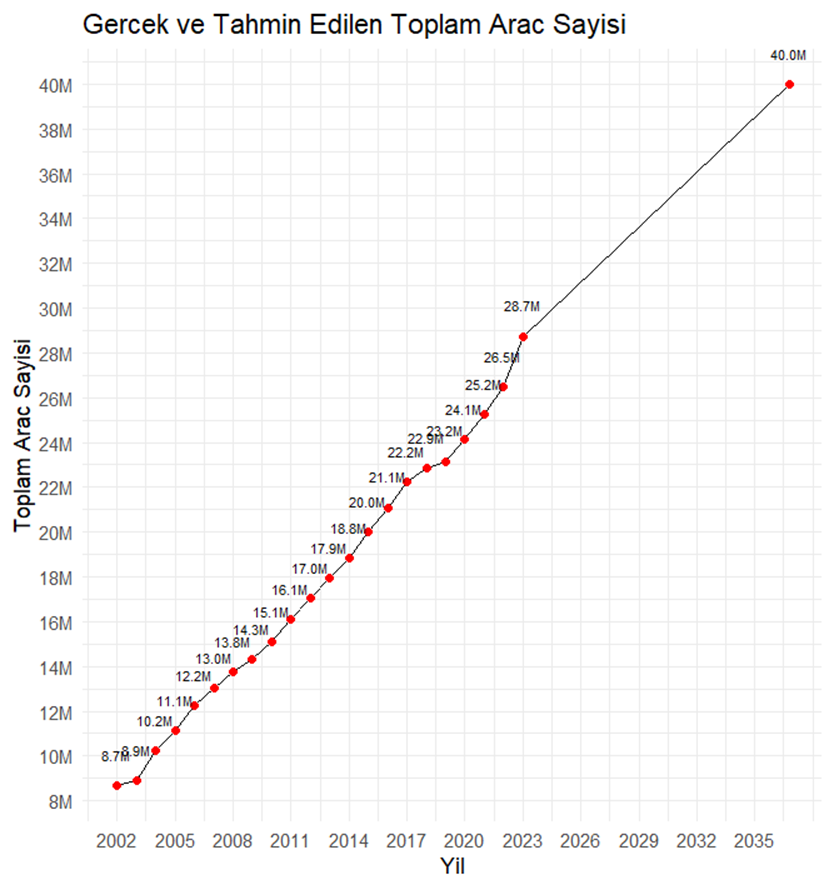 Gercek ve Tahmin Edilen Toplam Arac Sayisi
40.0M
40M
38M
36M
34M
32M
30M
28M
26M
24M
22M
20M
18M
16M
14M
12M
10M
8M
Toplam Arac Sayisi
28.7M
26.5M
25.2M
24.1M
23.2M
22.9M
22.2M
21.1M
20.0M
18.8M
17.9M
17.0M
16.1M
15.1M
14.3M
13.8M
13.0M
12.2M
11.1M
10.2M
8.9M
8.7M
2002 2005 2008 2011 2014 2017 2020 2023 2026 2029 2032 2035
Yil